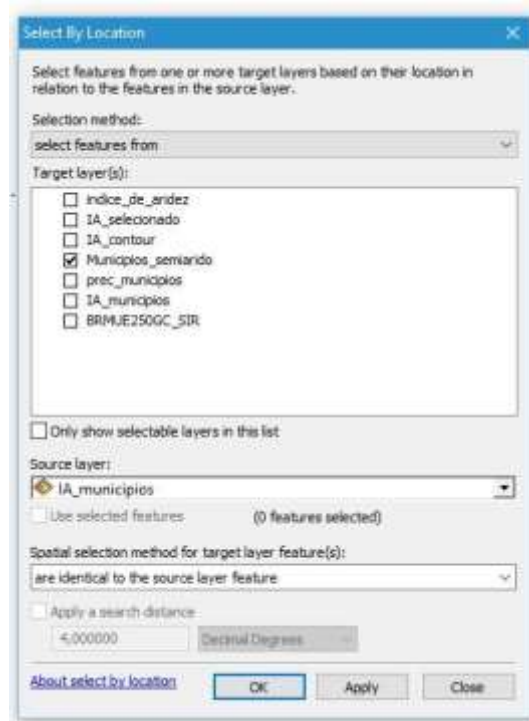 Select By Location
Select features from one or more target layers based on their location in
relation to the features in the source layer.
Selection method:
select features from
Target layer(s):
indice_de_aridez
IA_selecionado
IA_contour
Municipios_semiarido
prec_municipios
IA_municipios
BRMUE250GC_SIR
Only show selectable layers in this list
Source layer:
IA_municipios
Use selected features (0 features selected)
Spatial selection method for target layer feature(s):
are identical to the source layer feature
Apply a search distance
Decimal Degrees
About select by location OK Apply Close